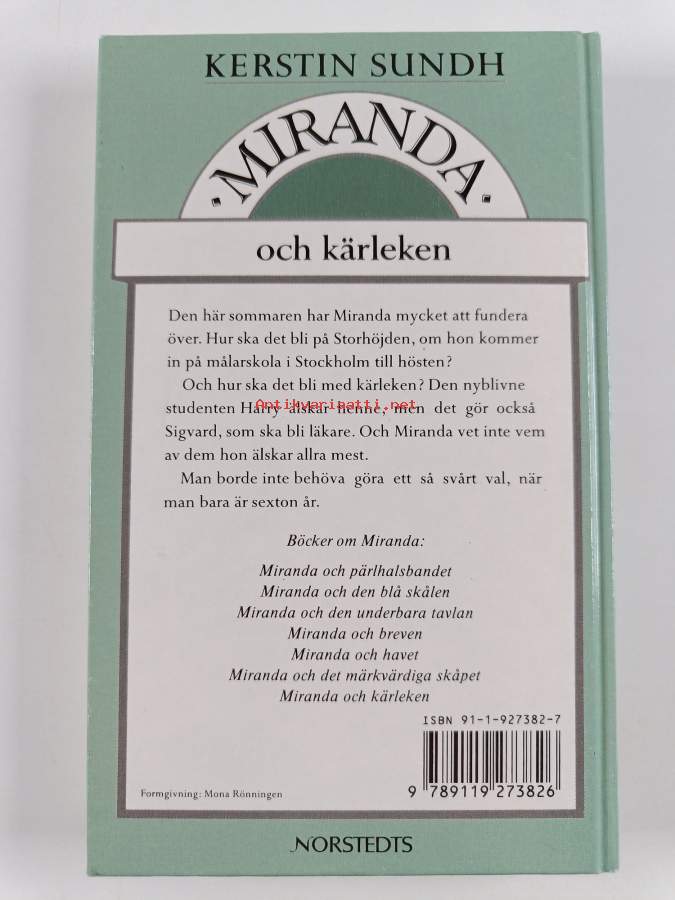 KERSTIN SUNDH
·MIRANDA·
och kärleken
Den här sommaren har Miranda mycket att fundera
över. Hur ska det bli på Storhöjden, om hon kommer
in på målarskola i Stockholm till hösten?
Och hur ska det bli med kärleken? Den nyblivne
Antikvariaatti.net
studenten Harry älskar henne, men det gör också
Sigvard, som ska bli läkare. Och Miranda vet inte vem
av dem hon älskar allra mest.
Man borde inte behöva göra ett så svårt val, när
man bara är sexton år.
Böcker om Miranda:
Miranda och pärlhalsbandet
Miranda och den blå skålen
Miranda och den underbara tavlan
Miranda och breven
Miranda och havet
Miranda och det märkvärdiga skåpet
Miranda och kärleken
ISBN 91-1-927382-7
Formgivning: Mona Rönningen
9 789119 273826
NORSTEDTS